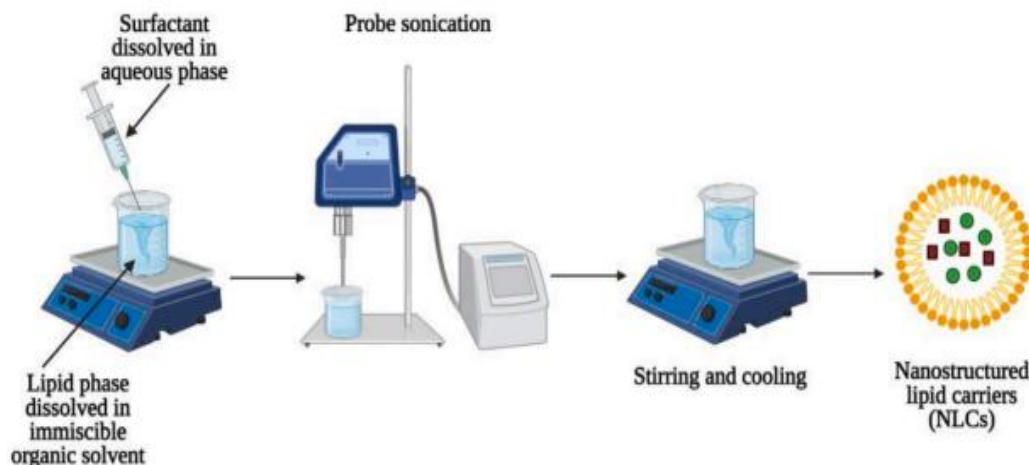 Surfactant
dissolved in
aqueous phase
Probe sonication
Lipid phase
dissolved in
immiscible
organic solvent
Stirring and cooling
Nanostructured
lipid carriers
(NLCs)